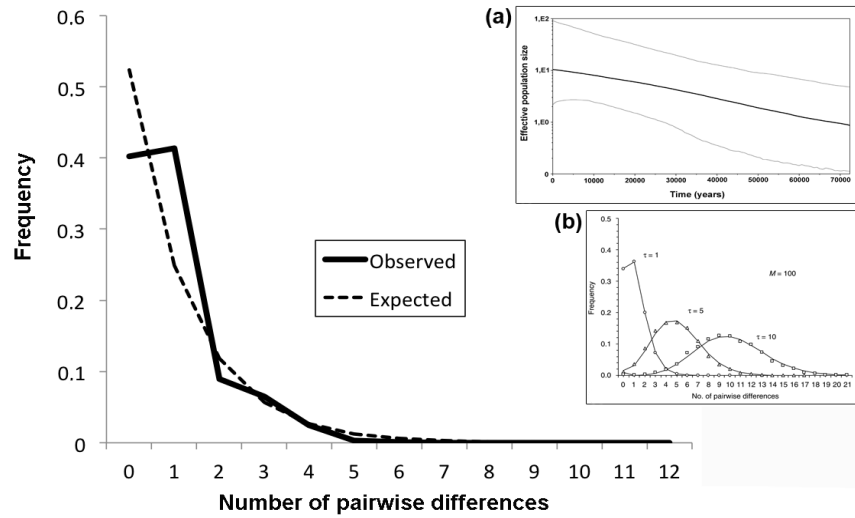 0.6
0.5
0.4
0.3
0.2
0.1
0
Frequency
0 1 2 3 4 5 6 7 8 9 10 11 12
Number of pairwise differences
Observed
Expected
(a)
1,E2
1,E1
1,E0
0
Effective population size
0 10000 20000 30000 40000 50000 60000 70000
Time (years)
(b)
0.5
0.4
0.3
0.2
0.1
0.0
Frequency
τ = 1
M = 100
τ = 5
τ = 10
0 1 2 3 4 5 6 7 8 9 10 11 12 13 14 15 16 17 18 19 20 21
No. of pairwise differences